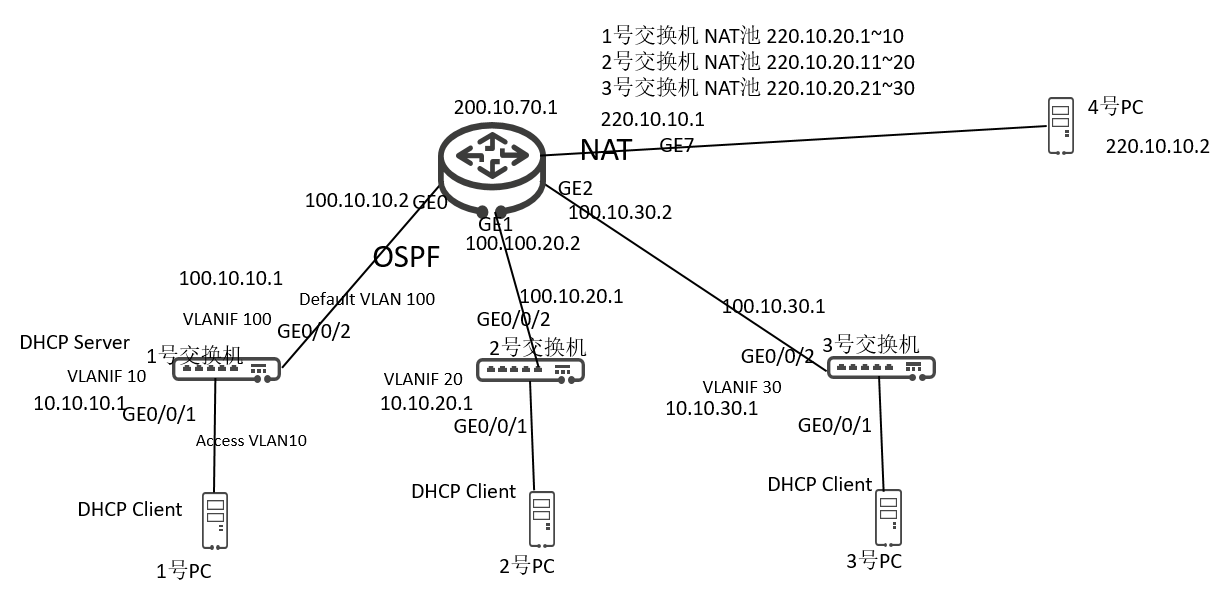 1号交换机 NAT池 220.10.20.1~10
2号交换机 NAT池 220.10.20.11~20
3号交换机 NAT池 220.10.20.21~30
200.10.70.1
220.10.10.1
4号PC
NAT
GE7
220.10.10.2
GE2
100.10.10.2
GE0
100.10.30.2
GE1
100.100.20.2
OSPF
100.10.10.1
Default VLAN 100
100.10.20.1
100.10.30.1
VLANIF 100
GE0/0/2
GE0/0/2
DHCP Server
1号交换机
2号交换机
3号交换机
GE0/0/2
VLANIF 10
VLANIF 20
VLANIF 30
10.10.10.1
10.10.20.1
10.10.30.1
GE0/0/1
GE0/0/1
GE0/0/1
Access VLAN10
DHCP Client
DHCP Client
DHCP Client
1号PC
2号PC
3号PC